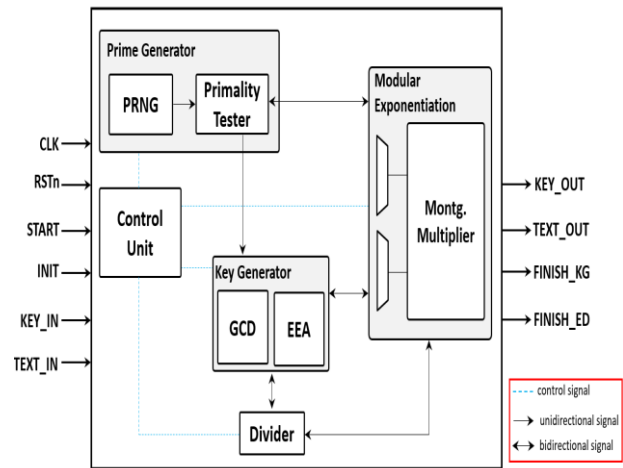 Prime Generator
PRNG
Primality
Tester
Modular
Exponentiation
Montg.
Multiplier
CLK
RSTn
START
INIT
KEY_IN
TEXT_IN
Control
Unit
Key Generator
GCD
EEA
Divider
KEY_OUT
TEXT_OUT
FINISH_KG
FINISH_ED
control signal
unidirectional signal
bidirectional signal